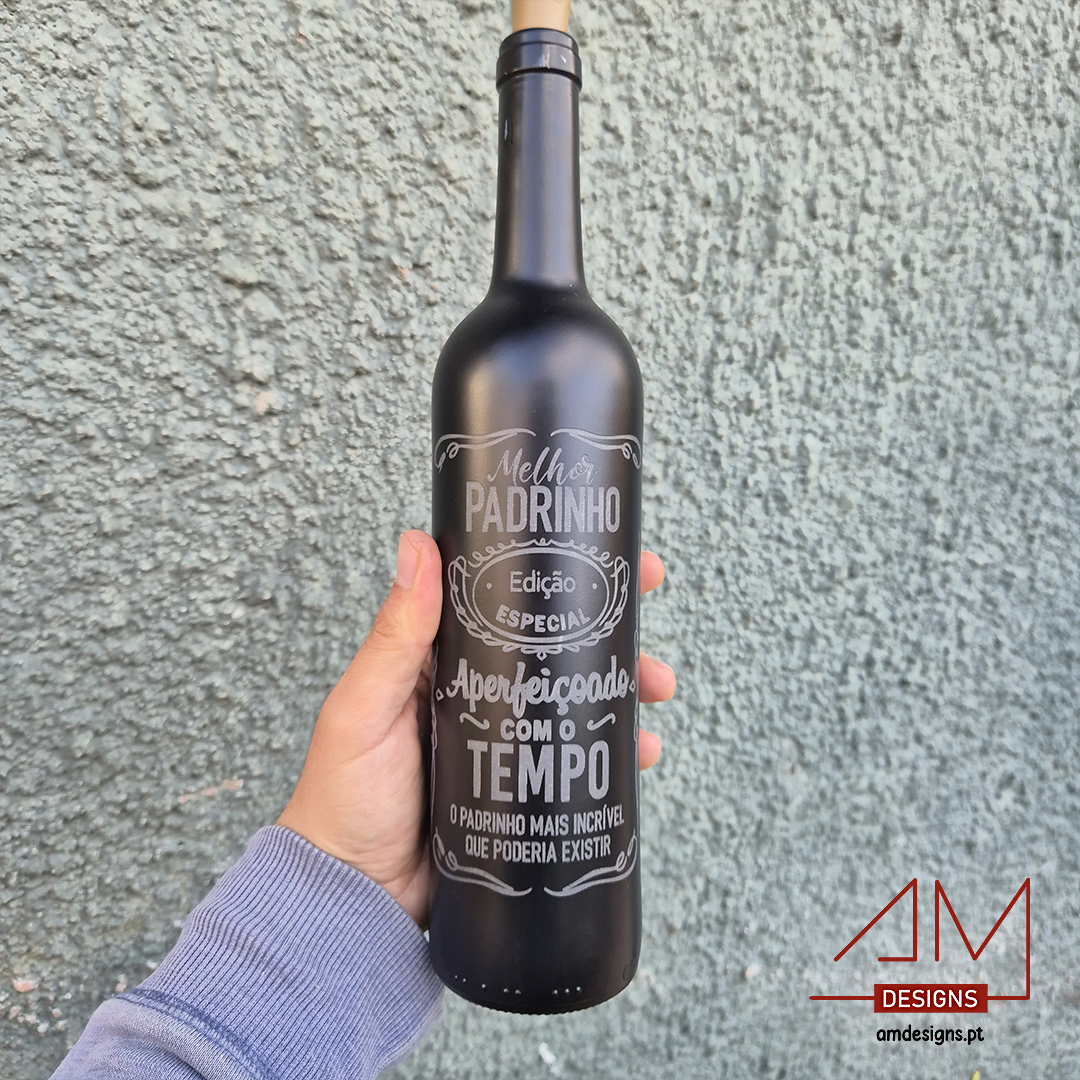 Melhor
PADRINHO
Edição
ESPECIAL
Aperfeiçoado
COM O
TEMPO
O PADRINHO MAIS INCRÍVEL
QUE PODERIA EXISTIR
AM
DESIGNS
amdesigns.pt